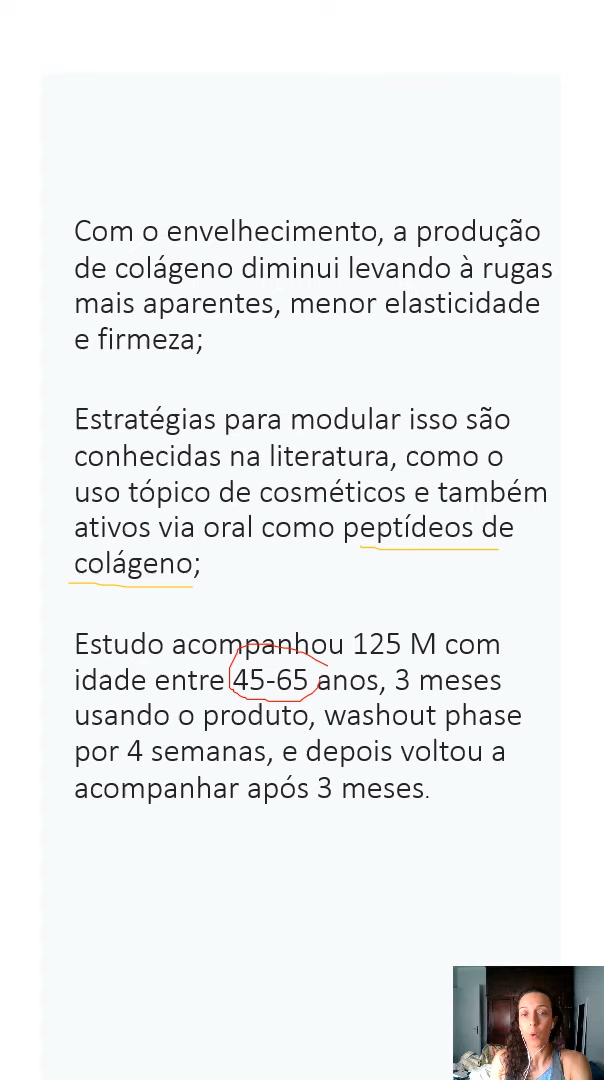 Com o envelhecimento, a produção
de colágeno diminui levando à rugas
mais aparentes, menor elasticidade
e firmeza;
Estratégias para modular isso são
conhecidas na literatura, como o
uso tópico de cosméticos e também
ativos via oral como peptídeos de
colágeno;
Estudo acompanhou 125 M com
idade entre 45-65 anos, 3 meses
usando o produto, washout phase
por 4 semanas, e depois voltou a
acompanhar após 3 meses.